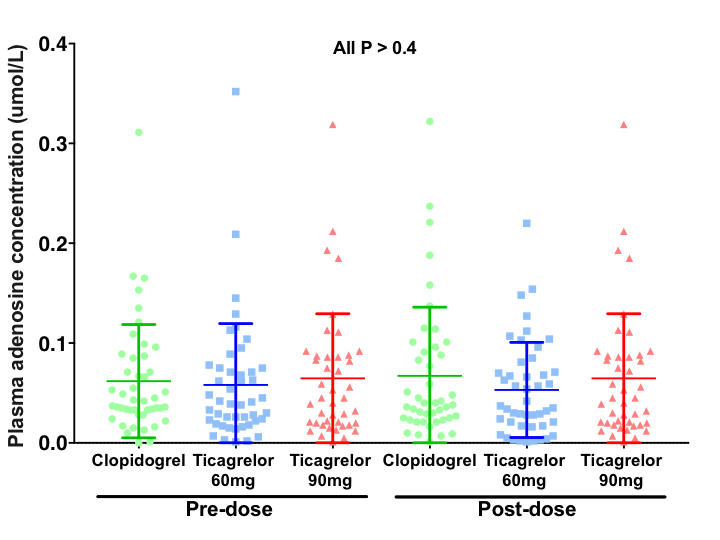 All P > 0.4
Plasma adenosine concentration (umol/L)
0.4
0.3
0.2
0.1
0.0
Clopidogrel Ticagrelor Ticagrelor Clopidogrel Ticagrelor Ticagrelor
60mg 90mg 60mg 90mg
Pre-dose Post-dose